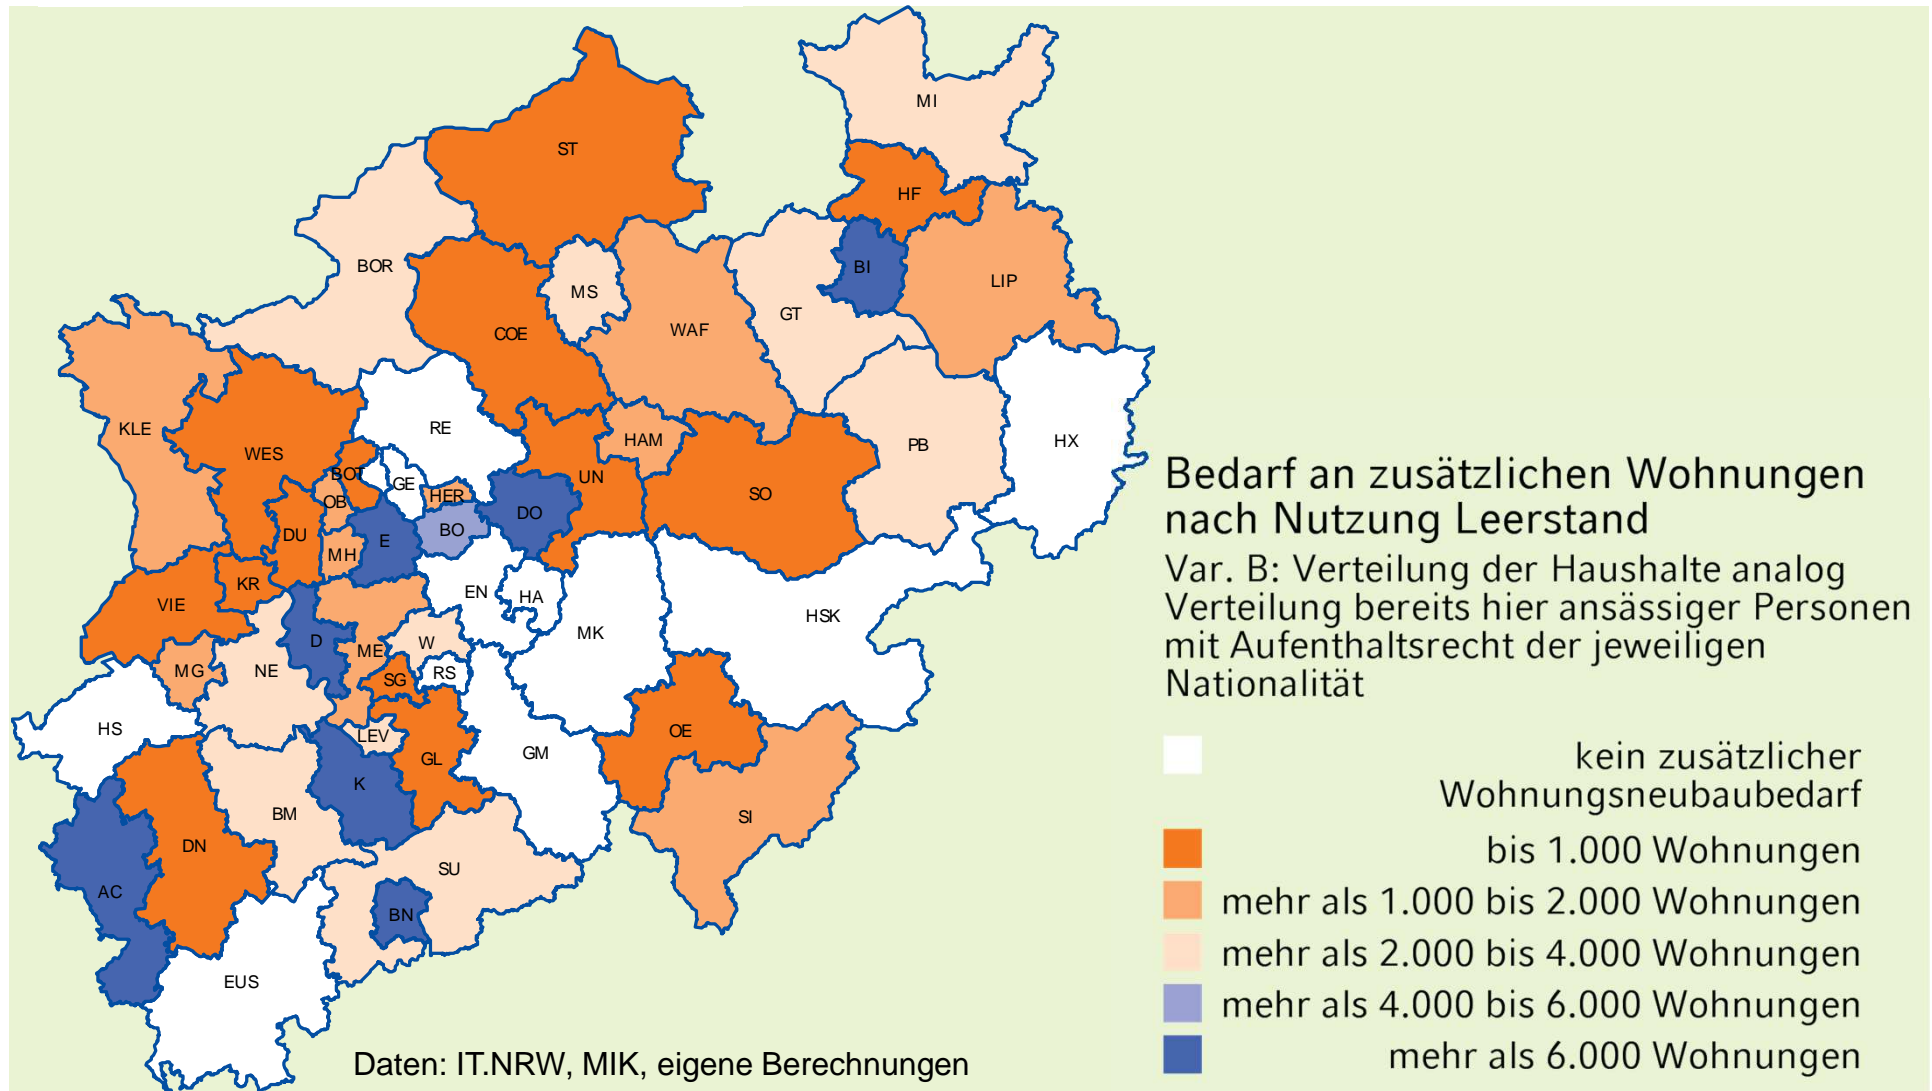 MI
ST
HF
BOR
BI
LIP
MS
GT
COE
WAF
KLE
RE
HAM
PB
HX
WES
BOT
GE
UN
SO
OB
HER
DO
DU
BO
E
MH
KR
EN
HA
VIE
HSK
D
W
MK
ME
MG
NE
SG
RS
HS
LEV
OE
GL
GM
K
BM
SI
DN
SU
AC
BN
EUS
Daten: IT.NRW, MIK, eigene Berechnungen
Bedarf an zusätzlichen Wohnungen
nach Nutzung Leerstand
Var. B: Verteilung der Haushalte analog
Verteilung bereits hier ansässiger Personen
mit Aufenthaltsrecht der jeweiligen
Nationalität
kein zusätzlicher
Wohnungsneubaubedarf
bis 1.000 Wohnungen
mehr als 1.000 bis 2.000 Wohnungen
mehr als 2.000 bis 4.000 Wohnungen
mehr als 4.000 bis 6.000 Wohnungen
mehr als 6.000 Wohnungen